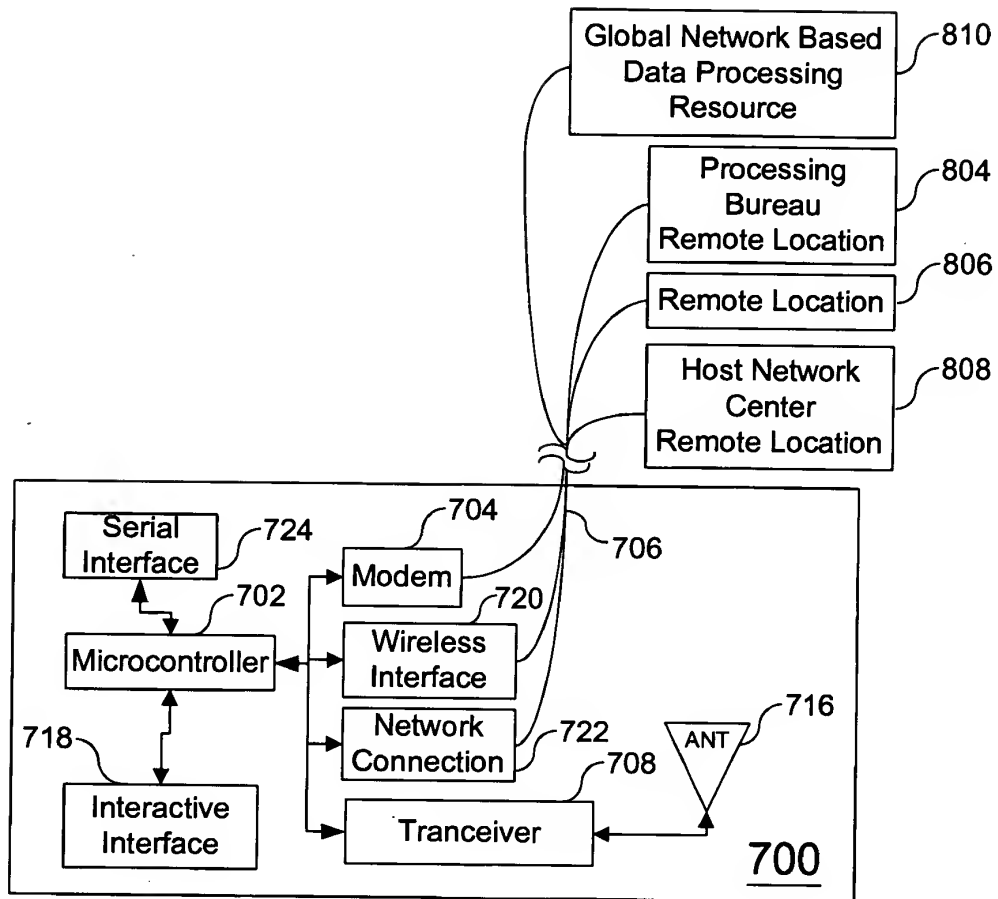 Global Network Based
Data Processing
Resource
810
Processing
Bureau
Remote Location
804
Remote Location
806
Host Network
Center
Remote Location
808
Serial
Interface
724
704
Modem
706
702
Microcontroller
720
Wireless
Interface
Network
Connection
722
716
ANT
718
Interactive
Interface
708
Tranceiver
700